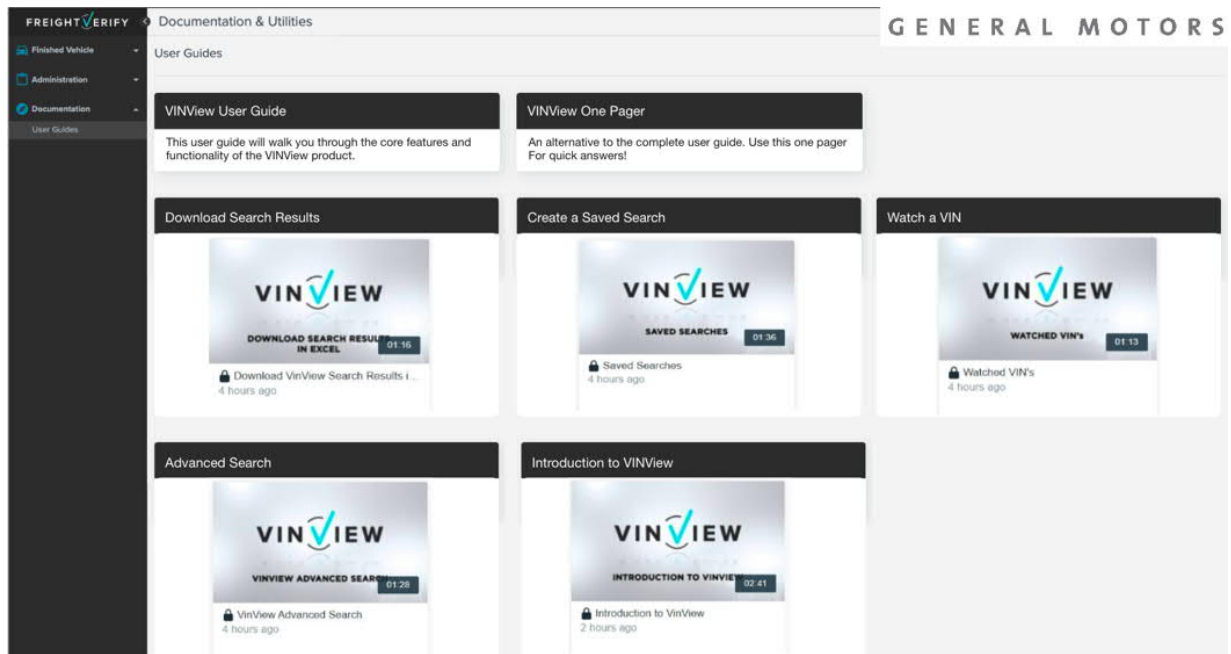 FREIGHTVERIFY
Documentation & Utilities
GENERAL MOTORS
Finished Vehicle
User Guides
Administration
Documentation
User Guides
VINView User Guide
This user guide will walk you through the core features and
functionality of the VINView product.
VINView One Pager
An alternative to the complete user guide. Use this one pager
For quick answers!
Download Search Results
VINVIEW
DOWNLOAD SEARCH RESULTS
IN EXCEL
01:16
Download VinView Search Results i...
4 hours ago
Create a Saved Search
VINVIEW
SAVED SEARCHES
01:36
Saved Searches
4 hours ago
Watch a VIN
VINVIEW
WATCHED VIN's
01:13
Watched VIN's
4 hours ago
Advanced Search
VINVIEW
VINVIEW ADVANCED SEARCH
01:28
VinView Advanced Search
4 hours ago
Introduction to VINView
VINVIEW
INTRODUCTION TO VINVIEW
02:41
Introduction to VinView
2 hours ago